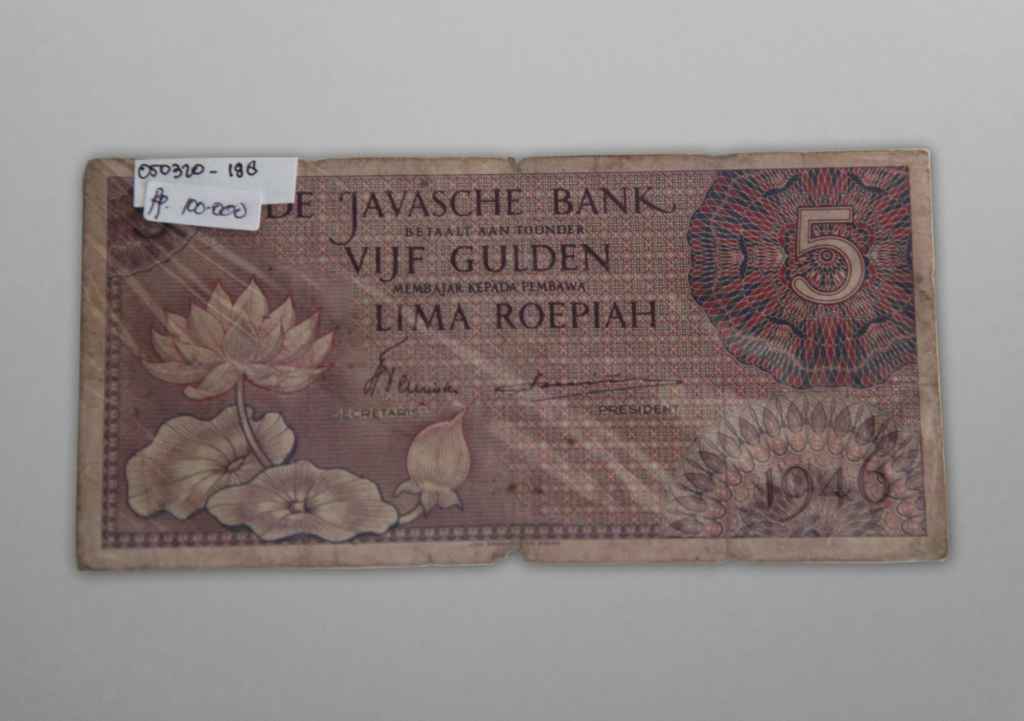 050320 - 18B
Rp. 100.000
DE JAVASCHE BANK
BETAALT AAN TOONDER
VIJF GULDEN
MEMBAJAR KEPADA PEMBAWA
LIMA ROEPIAH
5
SECRETARIS PRESIDENT
1946